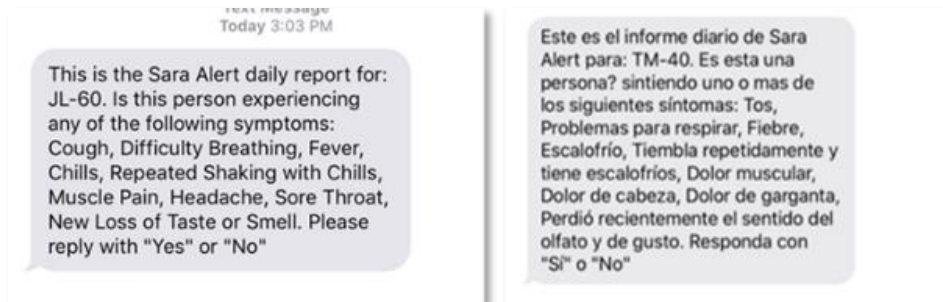 Text Message
Today 3:03 PM
This is the Sara Alert daily report for:
JL-60. Is this person experiencing
any of the following symptoms:
Cough, Difficulty Breathing, Fever,
Chills, Repeated Shaking with Chills,
Muscle Pain, Headache, Sore Throat,
New Loss of Taste or Smell. Please
reply with "Yes" or "No"
Este es el informe diario de Sara
Alert para: TM-40. Es esta una
persona? sintiendo uno o mas de
los siguientes síntomas: Tos,
Problemas para respirar, Fiebre,
Escalofrío, Tiembla repetidamente y
tiene escalofríos, Dolor muscular,
Dolor de cabeza, Dolor de garganta,
Perdió recientemente el sentido del
olfato y de gusto. Responda con
"Sí" o "No"